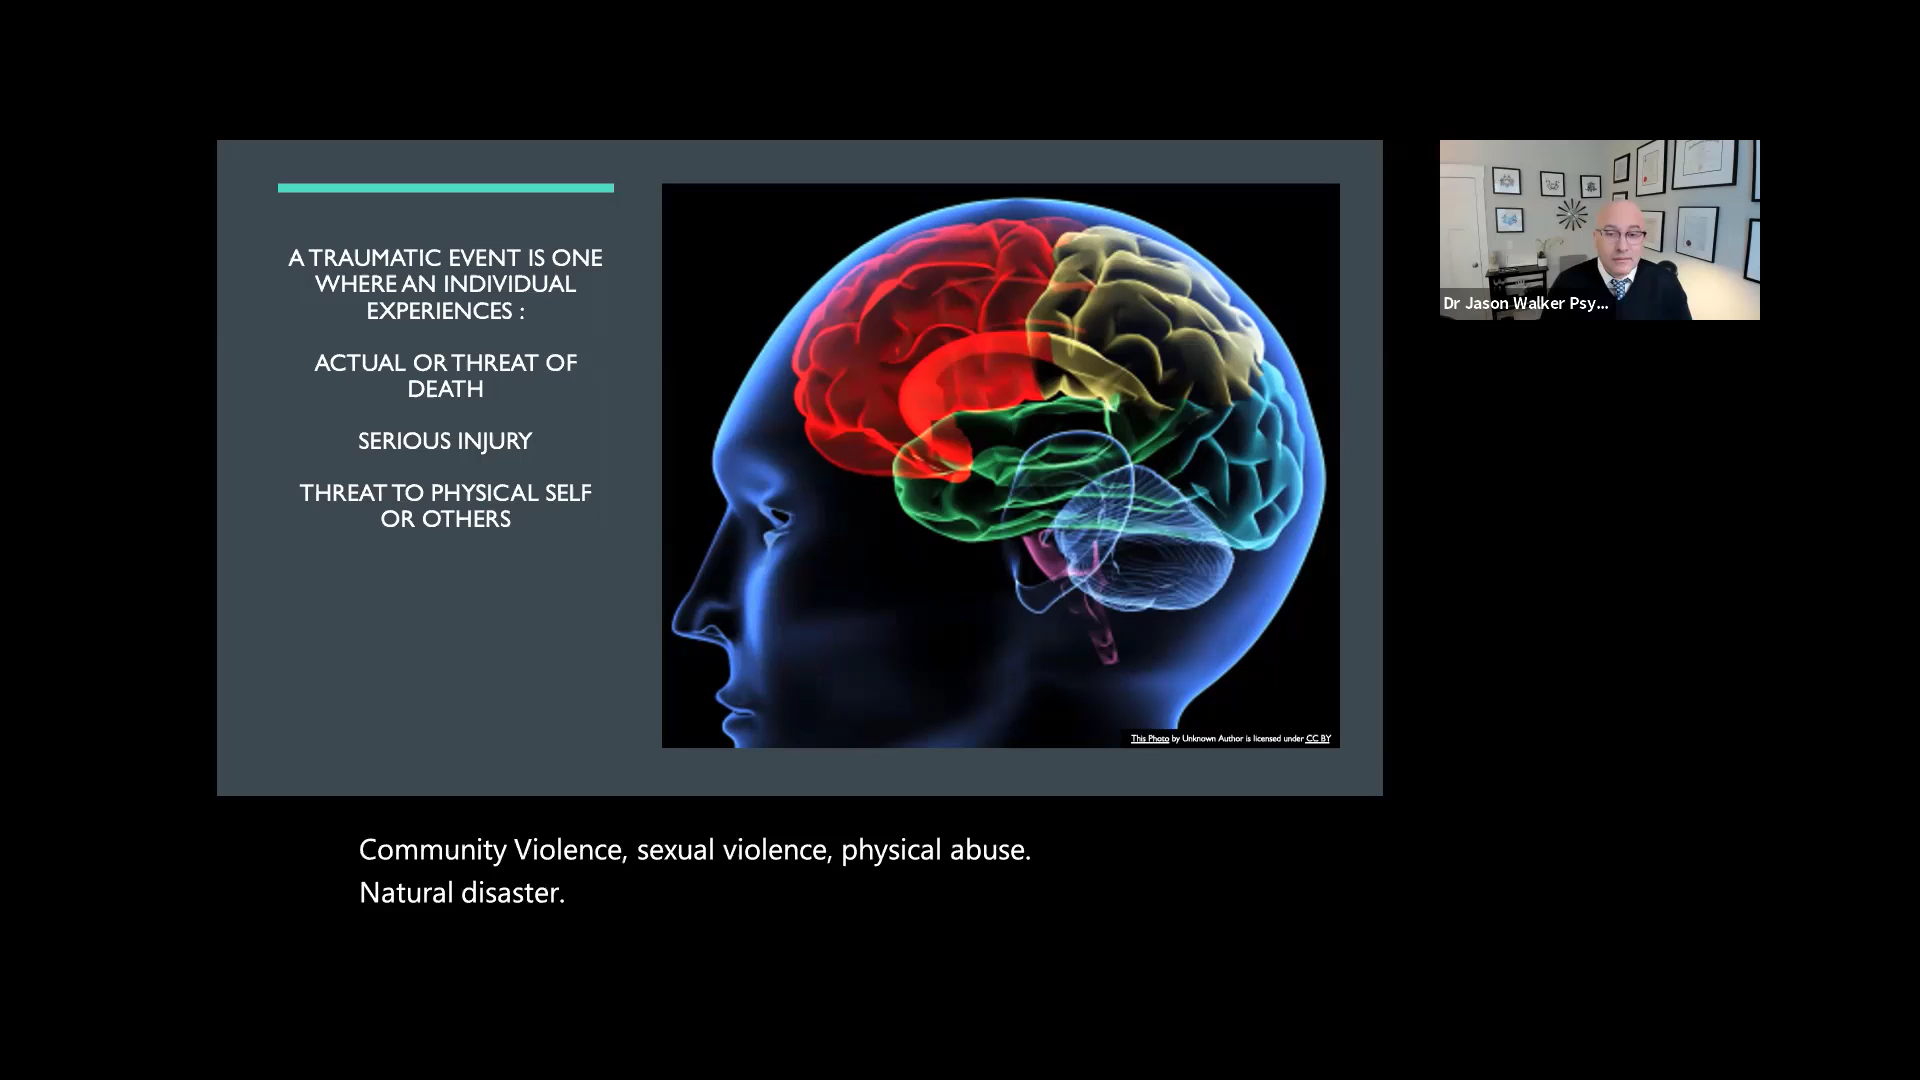 A TRAUMATIC EVENT IS ONE
WHERE AN INDIVIDUAL
EXPERIENCES :
ACTUAL OR THREAT OF
DEATH
SERIOUS INJURY
THREAT TO PHYSICAL SELF
OR OTHERS
This Photo by Unknown Author is licensed under CC BY
Dr Jason Walker Psy...
Community Violence, sexual violence, physical abuse.
Natural disaster.